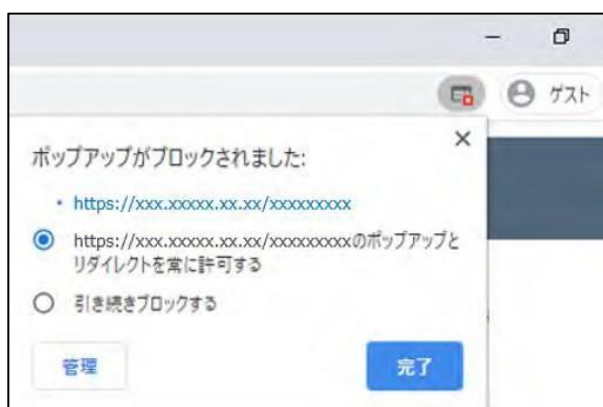 ゲスト
ポップアップがブロックされました:
• https://xxx.xxxxx.xx.xx/xxxxxxxxx
https://xxx.xxxxx.xx.xx/xxxxxxxxxのポップアップと
リダイレクトを常に許可する
引き続きブロックする
管理
完了